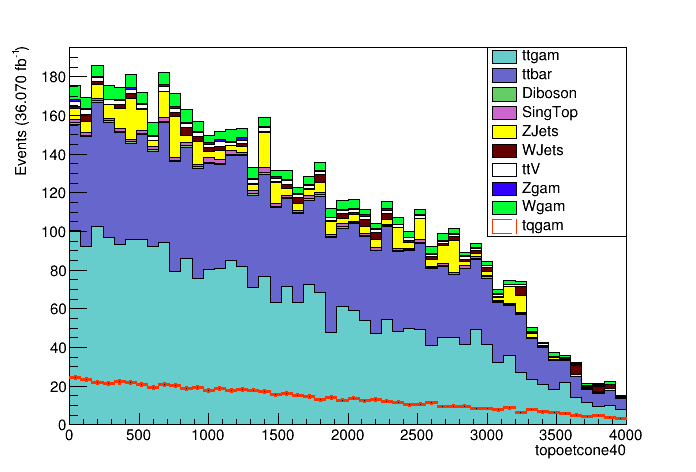 Events (36.070 fb⁻¹)
180
160
140
120
100
80
60
40
20
0
0 500 1000 1500 2000 2500 3000 3500 4000
topoetcone40
ttgam
ttbar
Diboson
SingTop
ZJets
WJets
ttV
Zgam
Wgam
tqgam